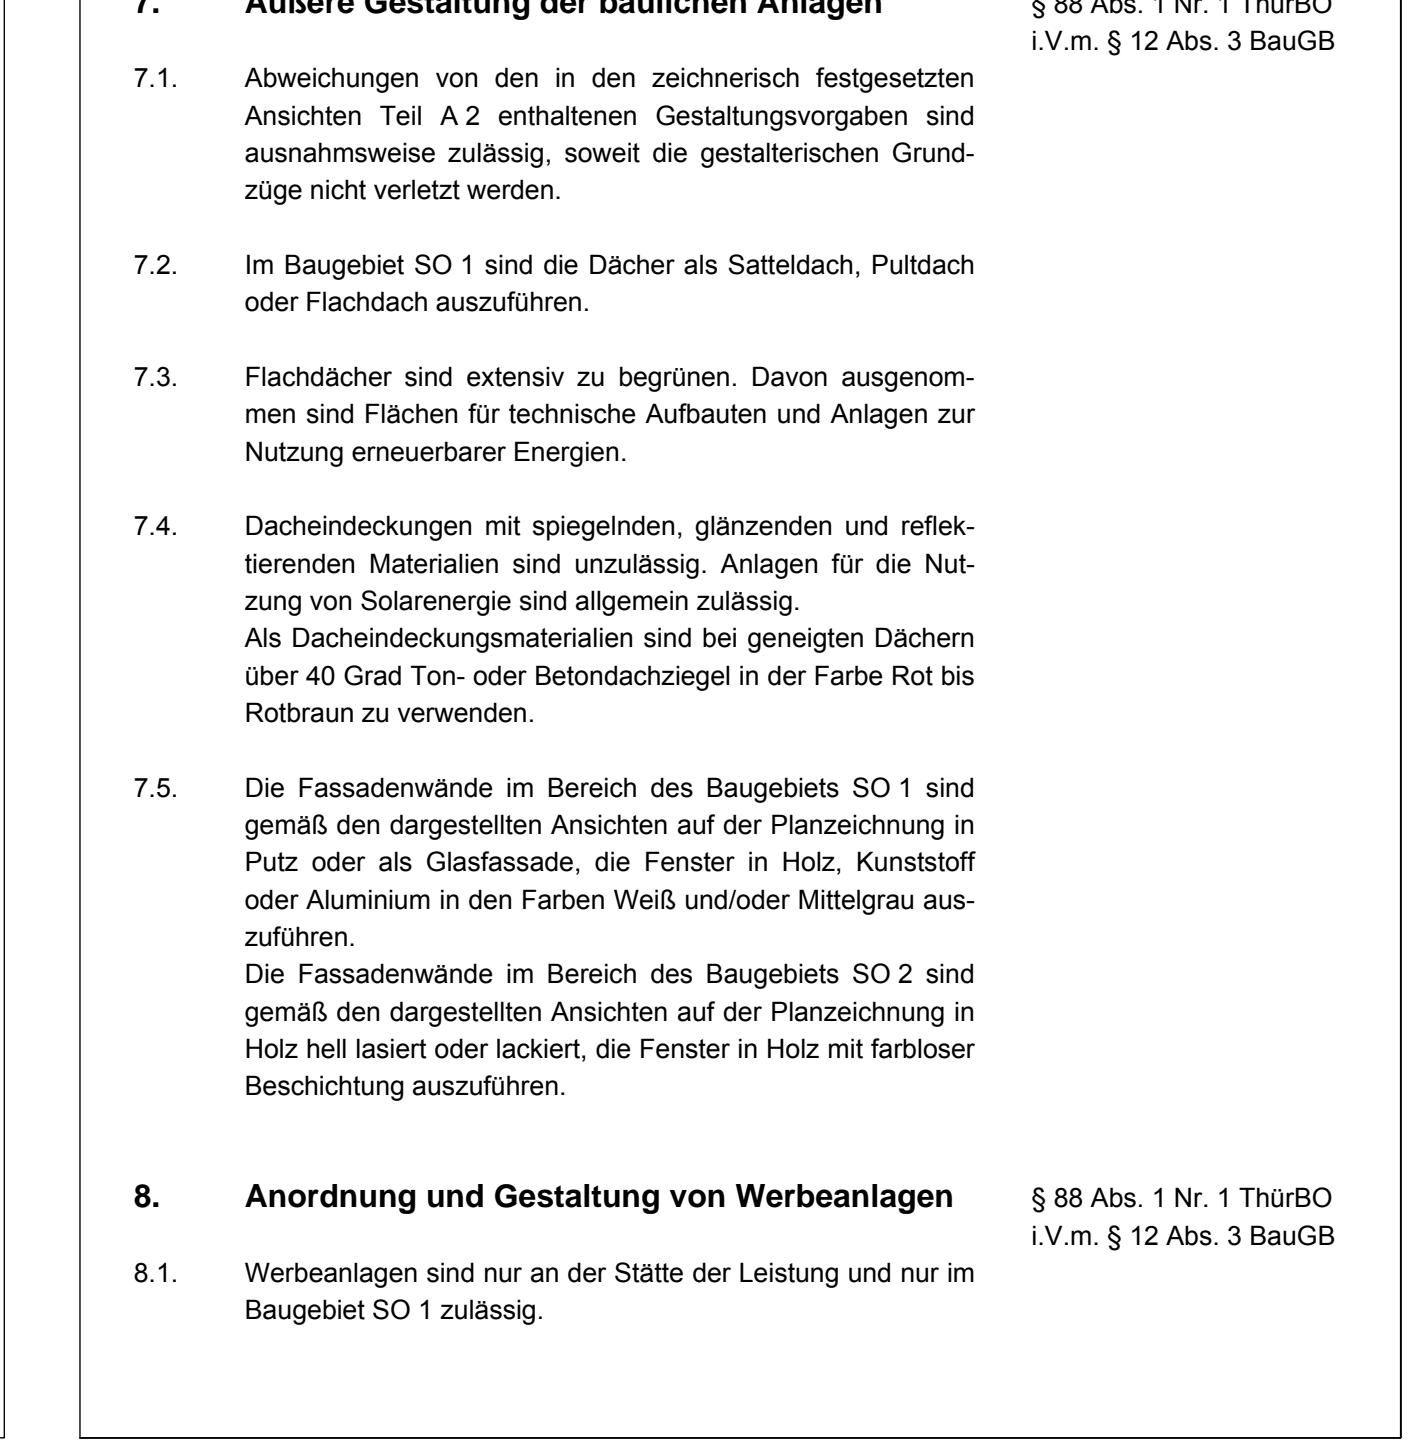 7. Äußere Gestaltung der baulichen Anlagen § 88 Abs. 1 Nr. 1 ThürBO
i.V.m. § 12 Abs. 3 BauGB
7.1. Abweichungen von den in den zeichnerisch festgesetzten
Ansichten Teil A 2 enthaltenen Gestaltungsvorgaben sind
ausnahmsweise zulässig, soweit die gestalterischen Grund-
züge nicht verletzt werden.
7.2. Im Baugebiet SO 1 sind die Dächer als Satteldach, Pultdach
oder Flachdach auszuführen.
7.3. Flachdächer sind extensiv zu begrünen. Davon ausgenom-
men sind Flächen für technische Aufbauten und Anlagen zur
Nutzung erneuerbarer Energien.
7.4. Dacheindeckungen mit spiegelnden, glänzenden und reflek-
tierenden Materialien sind unzulässig. Anlagen für die Nut-
zung von Solarenergie sind allgemein zulässig.
Als Dacheindeckungsmaterialien sind bei geneigten Dächern
über 40 Grad Ton- oder Betondachziegel in der Farbe Rot bis
Rotbraun zu verwenden.
7.5. Die Fassadenwände im Bereich des Baugebiets SO 1 sind
gemäß den dargestellten Ansichten auf der Planzeichnung in
Putz oder als Glasfassade, die Fenster in Holz, Kunststoff
oder Aluminium in den Farben Weiß und/oder Mittelgrau aus-
zuführen.
Die Fassadenwände im Bereich des Baugebiets SO 2 sind
gemäß den dargestellten Ansichten auf der Planzeichnung in
Holz hell lasiert oder lackiert, die Fenster in Holz mit farbloser
Beschichtung auszuführen.
8. Anordnung und Gestaltung von Werbeanlagen § 88 Abs. 1 Nr. 1 ThürBO
i.V.m. § 12 Abs. 3 BauGB
8.1. Werbeanlagen sind nur an der Stätte der Leistung und nur im
Baugebiet SO 1 zulässig.